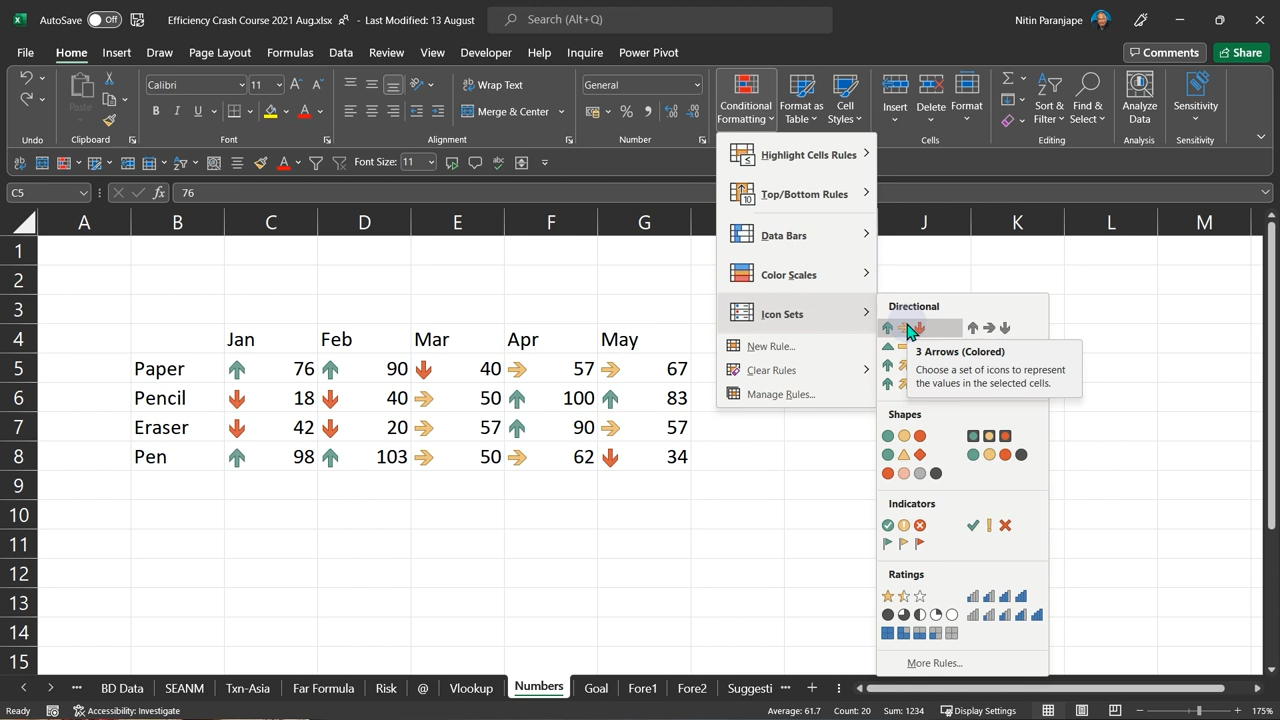 AutoSave Off Efficiency Crash Course 2021 Aug.xlsx - Last Modified: 13 August Search (Alt+Q) Nitin Paranjape
File Home Insert Draw Page Layout Formulas Data Review View Developer Help Inquire Power Pivot Comments Share
Calibri 11 Wrap Text General
Paste B I U Merge & Center Conditional Formatting Format as Table Cell Styles Insert Delete Format Sort & Filter Find & Select Analyze Data Sensitivity
Undo Clipboard Font Alignment Number Cells Editing Analysis Sensitivity
Font Size: 11
C5 fx 76
A B C D E F G J K L M
1
2
3
4 Jan Feb Mar Apr May
5 Paper 76 90 40 57 67
6 Pencil 18 40 50 100 83
7 Eraser 42 20 57 90 57
8 Pen 98 103 50 62 34
9
10
11
12
13
14
15
Highlight Cells Rules
Top/Bottom Rules
Data Bars
Color Scales
Icon Sets
New Rule...
Clear Rules
Manage Rules...
Directional
3 Arrows (Colored)
Choose a set of icons to represent
the values in the selected cells.
Shapes
Indicators
Ratings
More Rules...
BD Data SEANM Txn-Asia Far Formula Risk @ Vlookup Numbers Goal Fore1 Fore2 Suggesti
Ready Accessibility: Investigate Average: 61.7 Count: 20 Sum: 1234 Display Settings 175%